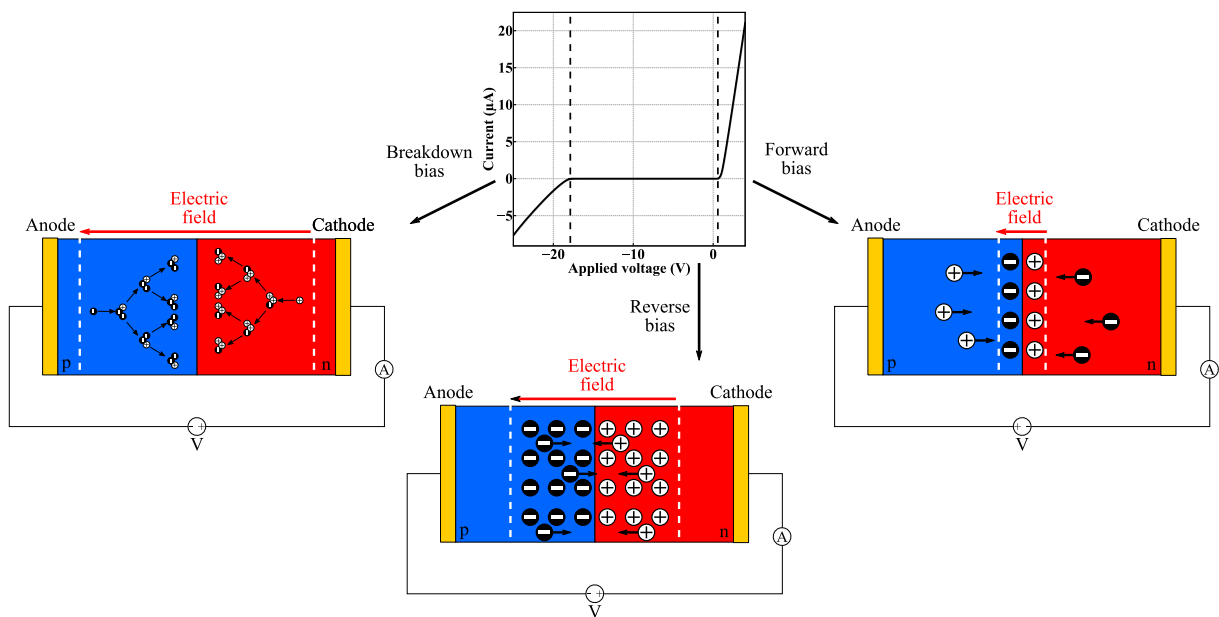 20
15
10
5
0
−5
Current (μA)
−20
−10
0
Applied voltage (V)
Breakdown
bias
Forward
bias
Reverse
bias
Electric
field
Anode
Cathode
p
n
A
- +
V
Electric
field
Anode
Cathode
p
n
A
- +
V
Electric
field
Anode
Cathode
p
n
A
- +
V